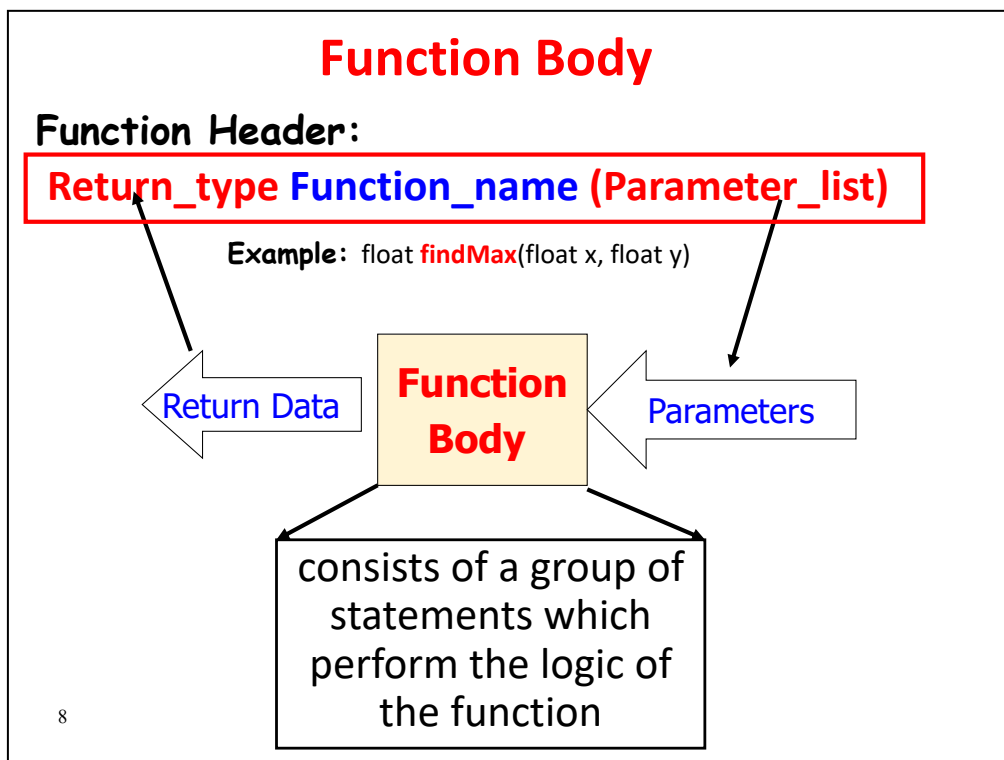 Function Body
Function Header:
Return_type Function_name (Parameter_list)
Example: float findMax(float x, float y)
Return Data
Function
Body
Parameters
consists of a group of
statements which
perform the logic of
the function
8